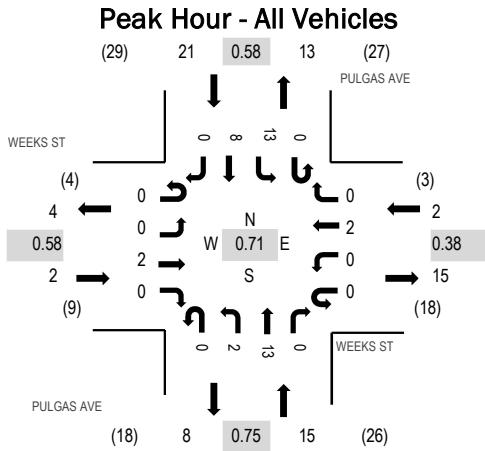 Peak Hour - All Vehicles
(29) 21 0.58 13 (27)
PULGAS AVE
WEEKS ST
0 8 13 0
(4) 0 0 (3)
4 2 2
0 N
0.58 W 0.71 E 0.38
2 0
2 S 15
0 0
(9) (18)
0 2 13 0
WEEKS ST
PULGAS AVE
(18) 8 0.75 15 (26)